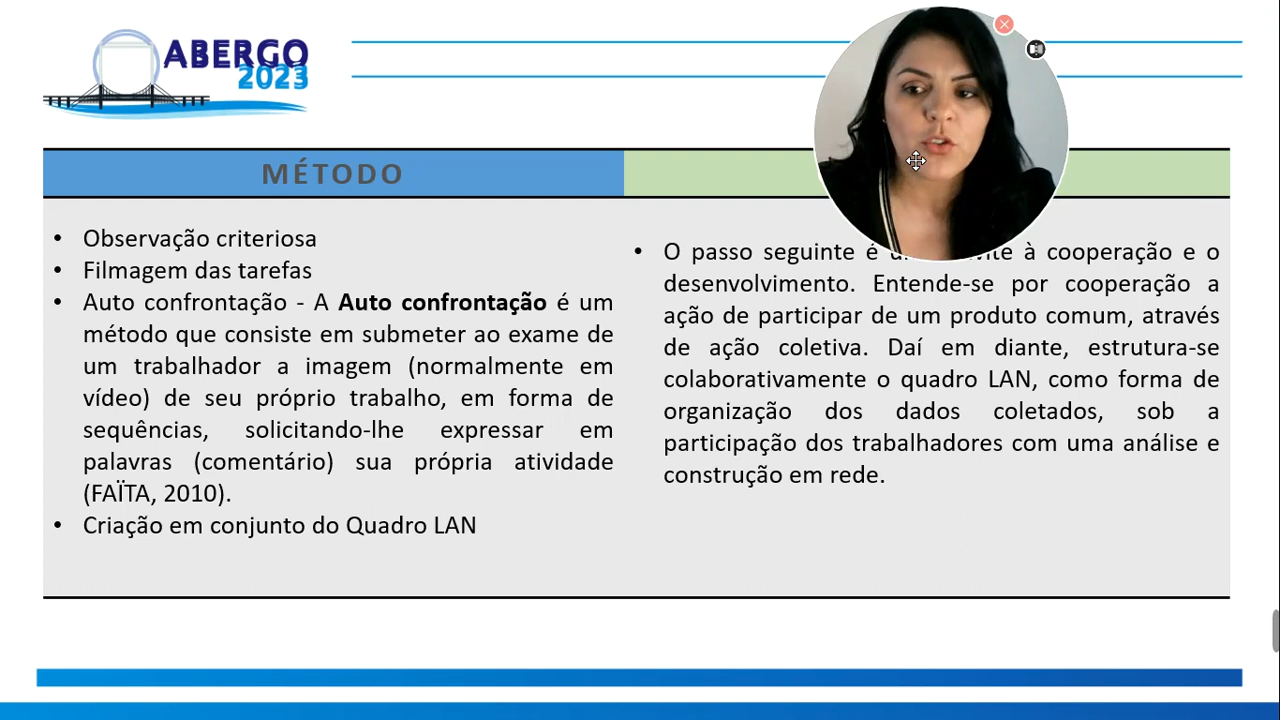 ABERGO
2023
MÉTODO
• Observação criteriosa
• Filmagem das tarefas
• Auto confrontação - A Auto confrontação é um
método que consiste em submeter ao exame de
um trabalhador a imagem (normalmente em
vídeo) de seu próprio trabalho, em forma de
sequências, solicitando-lhe expressar em
palavras (comentário) sua própria atividade
(FAÏTA, 2010).
• Criação em conjunto do Quadro LAN
• O passo seguinte é à cooperação e o
desenvolvimento. Entende-se por cooperação a
ação de participar de um produto comum, através
de ação coletiva. Daí em diante, estrutura-se
colaborativamente o quadro LAN, como forma de
organização dos dados coletados, sob a
participação dos trabalhadores com uma análise e
construção em rede.